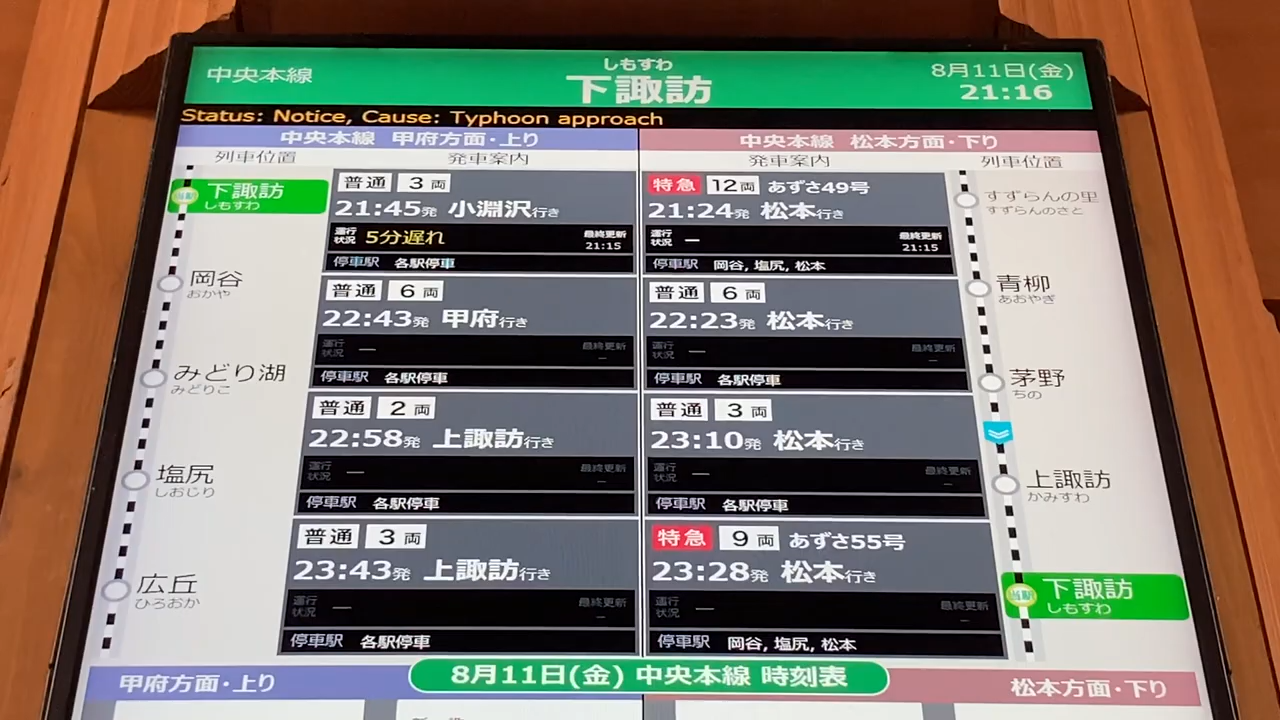 中央本線
しもすわ
下諏訪
8月11日(金)
21:16
Status: Notice, Cause: Typhoon approach
中央本線 甲府方面・上り
列車位置 発車案内
当駅 下諏訪
しもすわ
岡谷
おかや
みどり湖
みどりこ
塩尻
しおじり
広丘
ひろおか
普通 3両
21:45発 小淵沢行き
運行状況 5分遅れ 最終更新 21:15
停車駅 各駅停車
普通 6両
22:43発 甲府行き
運行状況 — 最終更新 –
停車駅 各駅停車
普通 2両
22:58発 上諏訪行き
運行状況 — 最終更新 –
停車駅 各駅停車
普通 3両
23:43発 上諏訪行き
運行状況 — 最終更新 –
停車駅 各駅停車
中央本線 松本方面・下り
発車案内 列車位置
特急 12両 あずさ49号
21:24発 松本行き
運行状況 — 最終更新 21:15
停車駅 岡谷, 塩尻, 松本
普通 6両
22:23発 松本行き
運行状況 — 最終更新 –
停車駅 各駅停車
普通 3両
23:10発 松本行き
運行状況 — 最終更新 –
停車駅 各駅停車
特急 9両 あずさ55号
23:28発 松本行き
運行状況 — 最終更新 –
停車駅 岡谷, 塩尻, 松本
すずらんの里
すずらんのさと
青柳
あおやぎ
茅野
ちの
上諏訪
かみすわ
当駅 下諏訪
しもすわ
甲府方面・上り
8月11日(金) 中央本線 時刻表
松本方面・下り